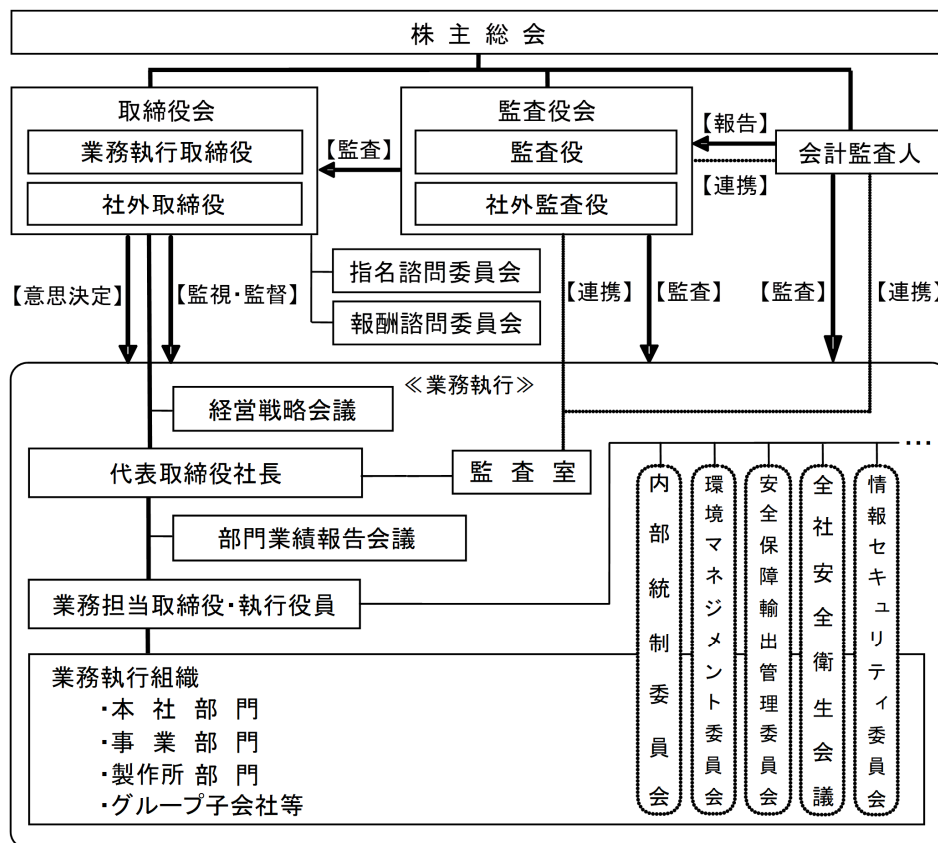 株主総会
取締役会
業務執行取締役
社外取締役
【監査】
監査役会
監査役
社外監査役
【報告】
【連携】
会計監査人
指名諮問委員会
報酬諮問委員会
【意思決定】
【監視・監督】
【連携】
【監査】
【監査】
【連携】
≪業務執行≫
経営戦略会議
代表取締役社長
監査室
部門業績報告会議
業務担当取締役・執行役員
…
内部統制委員会
環境マネジメント委員会
安全保障輸出管理委員会
全社安全衛生会議
情報セキュリティ委員会
業務執行組織
・本社部門
・事業部門
・製作所部門
・グループ子会社等